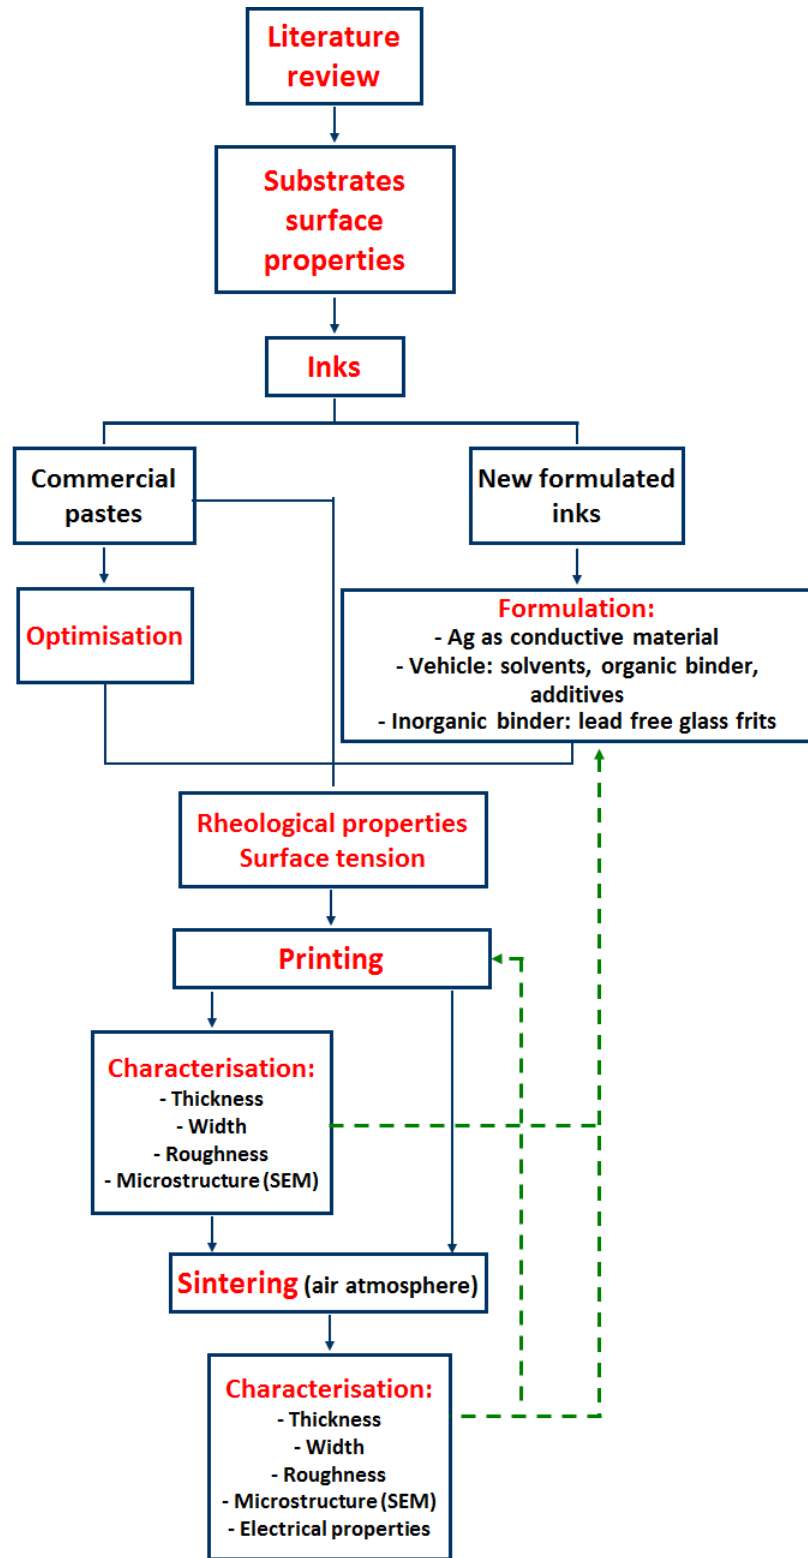 Literature
review
Substrates
surface
properties
Inks
Commercial
pastes
New formulated
inks
Optimisation
Formulation:
- Ag as conductive material
- Vehicle: solvents, organic binder,
additives
- Inorganic binder: lead free glass frits
Rheological properties
Surface tension
Printing
Characterisation:
- Thickness
- Width
- Roughness
- Microstructure (SEM)
Sintering (air atmosphere)
Characterisation:
- Thickness
- Width
- Roughness
- Microstructure (SEM)
- Electrical properties